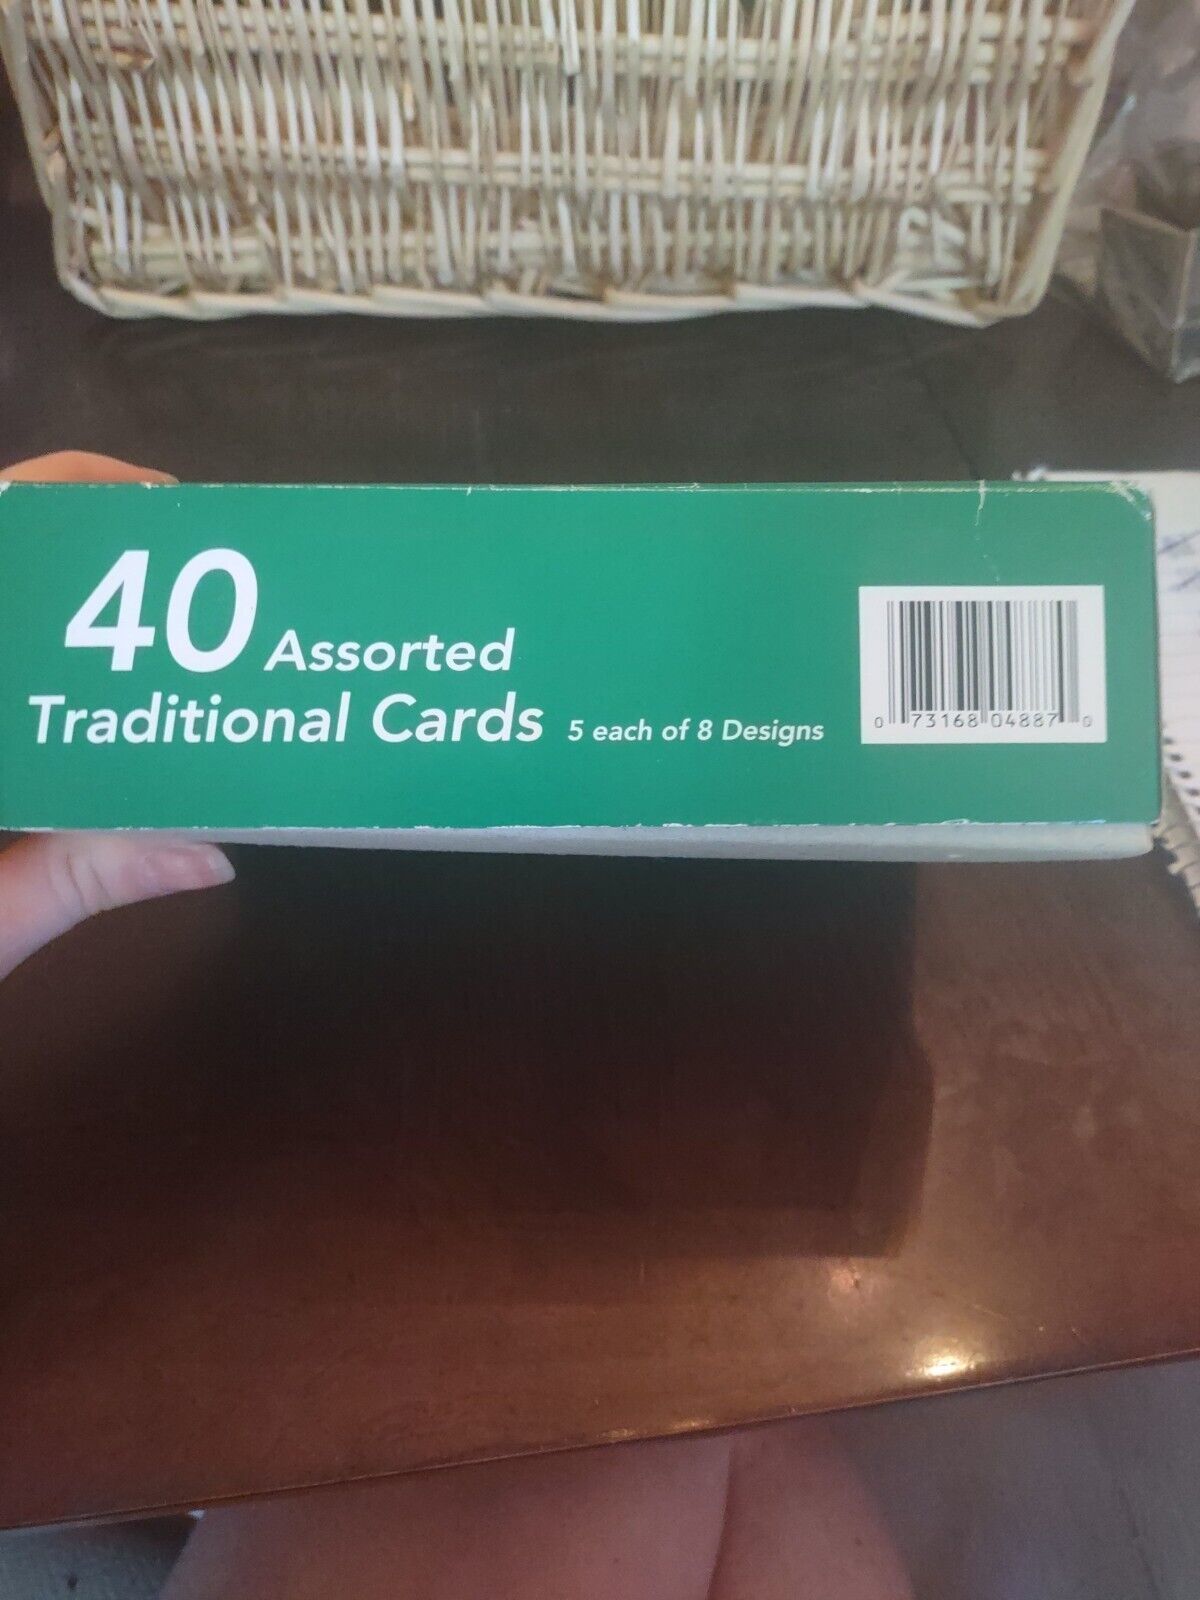 40 Assorted
Traditional Cards 5 each of 8 Designs
0 73168 04887 0